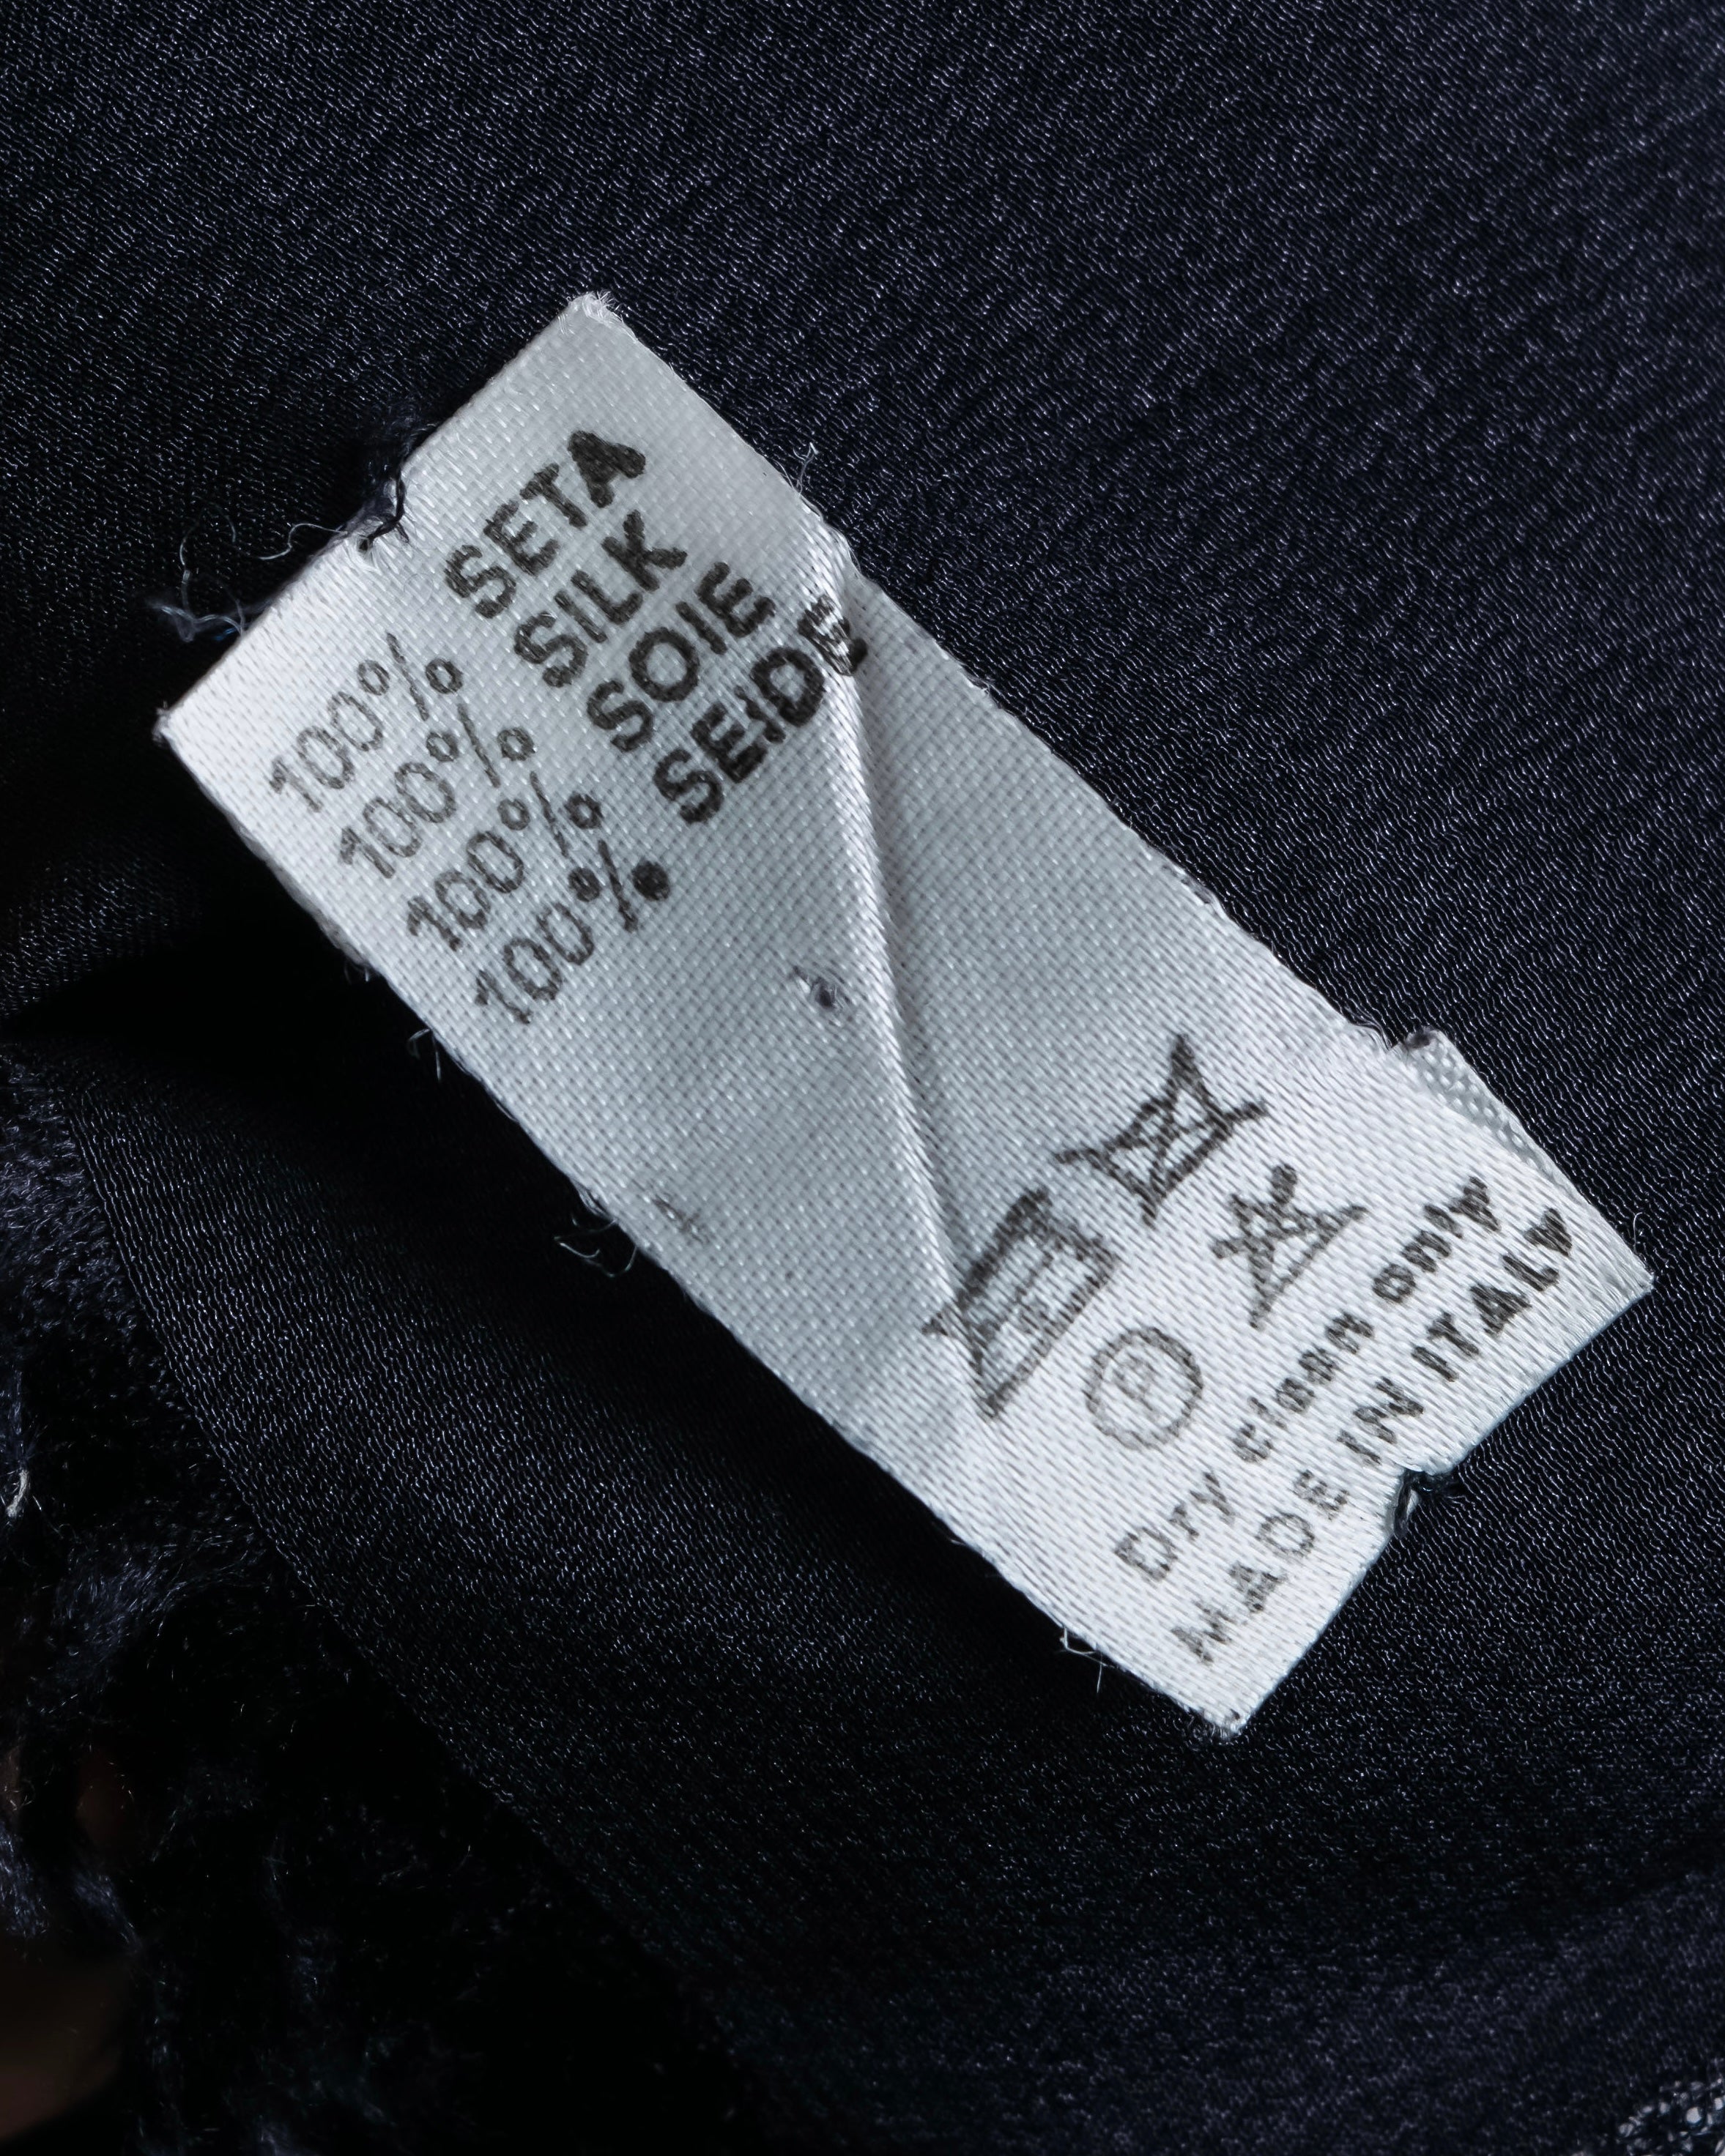 100% SETA
100% SILK
100% SOIE
100% SEIDE
P
Dry clean only
MADE IN ITALY